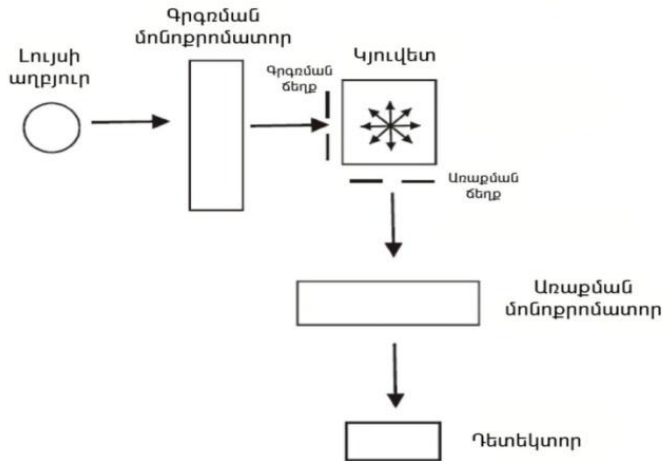 Լույսի
աղբյուր
Գրգռման
մոնոքրոմատոր
Գրգռման
ճեղք
Կյուվետ
Առաքման
ճեղք
Առաքման
մոնոքրոմատոր
Դետեկտոր